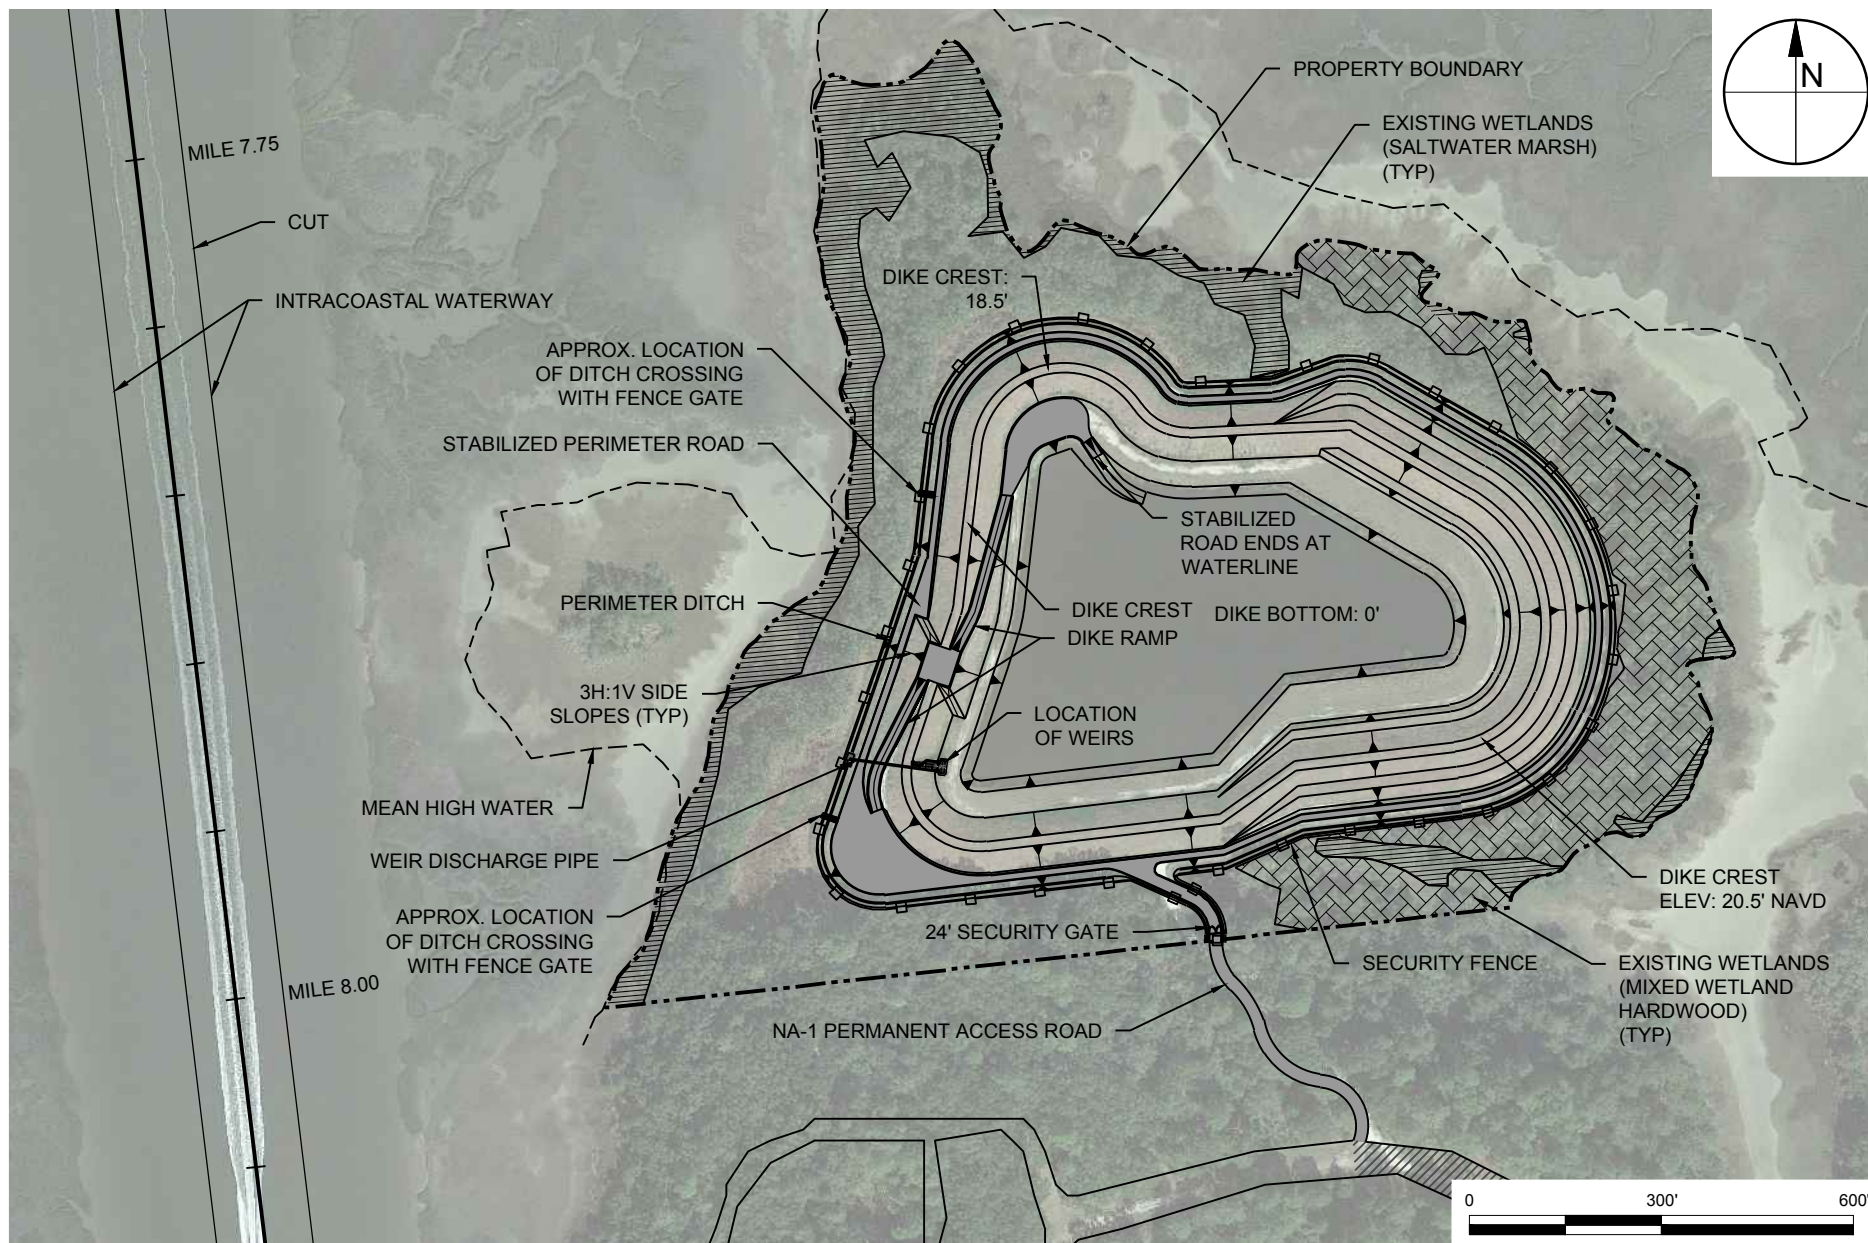 PROPERTY BOUNDARY
N
EXISTING WETLANDS
(SALTWATER MARSH)
(TYP)
MILE 7.75
CUT
DIKE CREST:
18.5'
INTRACOASTAL WATERWAY
APPROX. LOCATION
OF DITCH CROSSING
WITH FENCE GATE
STABILIZED PERIMETER ROAD
STABILIZED
ROAD ENDS AT
WATERLINE
PERIMETER DITCH
DIKE CREST
DIKE BOTTOM: 0'
DIKE RAMP
3H:1V SIDE
SLOPES (TYP)
LOCATION
OF WEIRS
MEAN HIGH WATER
WEIR DISCHARGE PIPE
DIKE CREST
ELEV: 20.5' NAVD
APPROX. LOCATION
OF DITCH CROSSING
WITH FENCE GATE
24' SECURITY GATE
SECURITY FENCE
EXISTING WETLANDS
(MIXED WETLAND
HARDWOOD)
(TYP)
MILE 8.00
NA-1 PERMANENT ACCESS ROAD
0 300' 600'